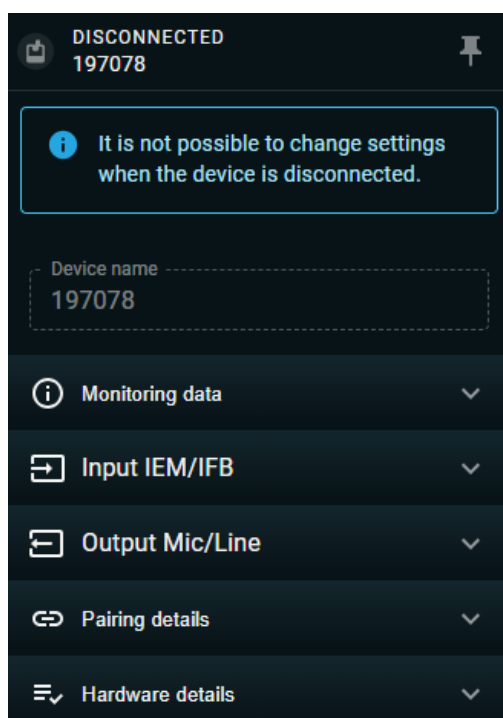 DISCONNECTED
197078
It is not possible to change settings
when the device is disconnected.
Device name
197078
Monitoring data
Input IEM/IFB
Output Mic/Line
Pairing details
Hardware details